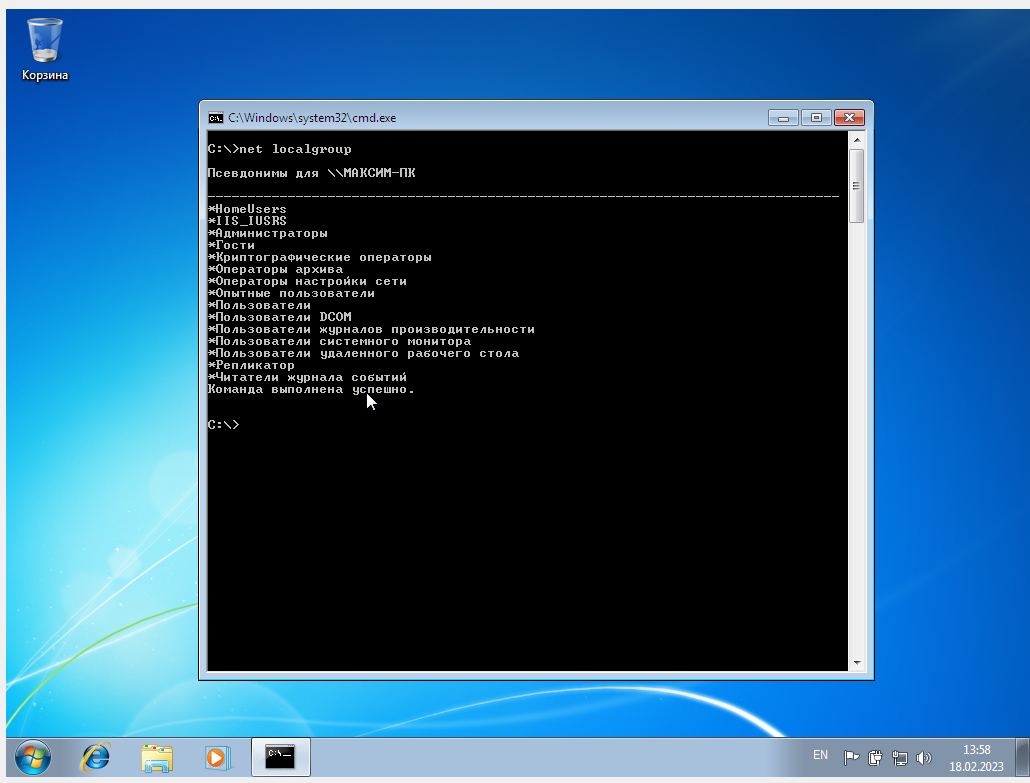 Корзина
C:\Windows\system32\cmd.exe
C:\>net localgroup
Псевдонимы для \\МАКСИМ-ПК
-------------------------------------------------------------------------------
*HomeUsers
*IIS_IUSRS
*Администраторы
*Гости
*Криптографические операторы
*Операторы архива
*Операторы настройки сети
*Опытные пользователи
*Пользователи
*Пользователи DCOM
*Пользователи журналов производительности
*Пользователи системного монитора
*Пользователи удаленного рабочего стола
*Репликатор
*Читатели журнала событий
Команда выполнена успешно.
C:\>
EN
13:58
18.02.2023